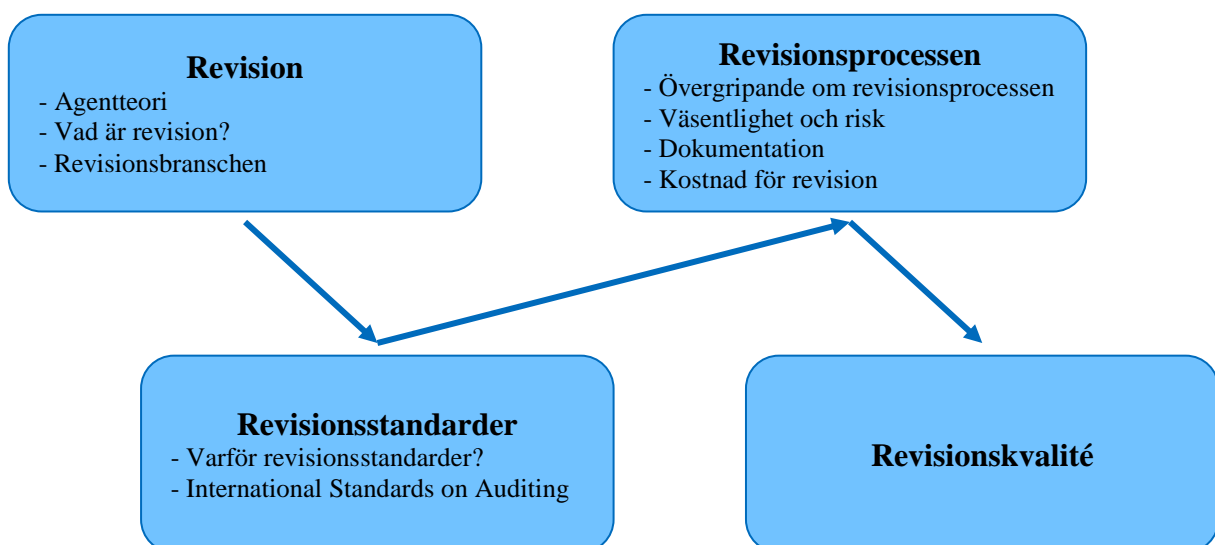 Revision
- Agentteori
- Vad är revision?
- Revisionsbranschen
Revisionsprocessen
- Övergripande om revisionsprocessen
- Väsentlighet och risk
- Dokumentation
- Kostnad för revision
Revisionsstandarder
- Varför revisionsstandarder?
- International Standards on Auditing
Revisionskvalité